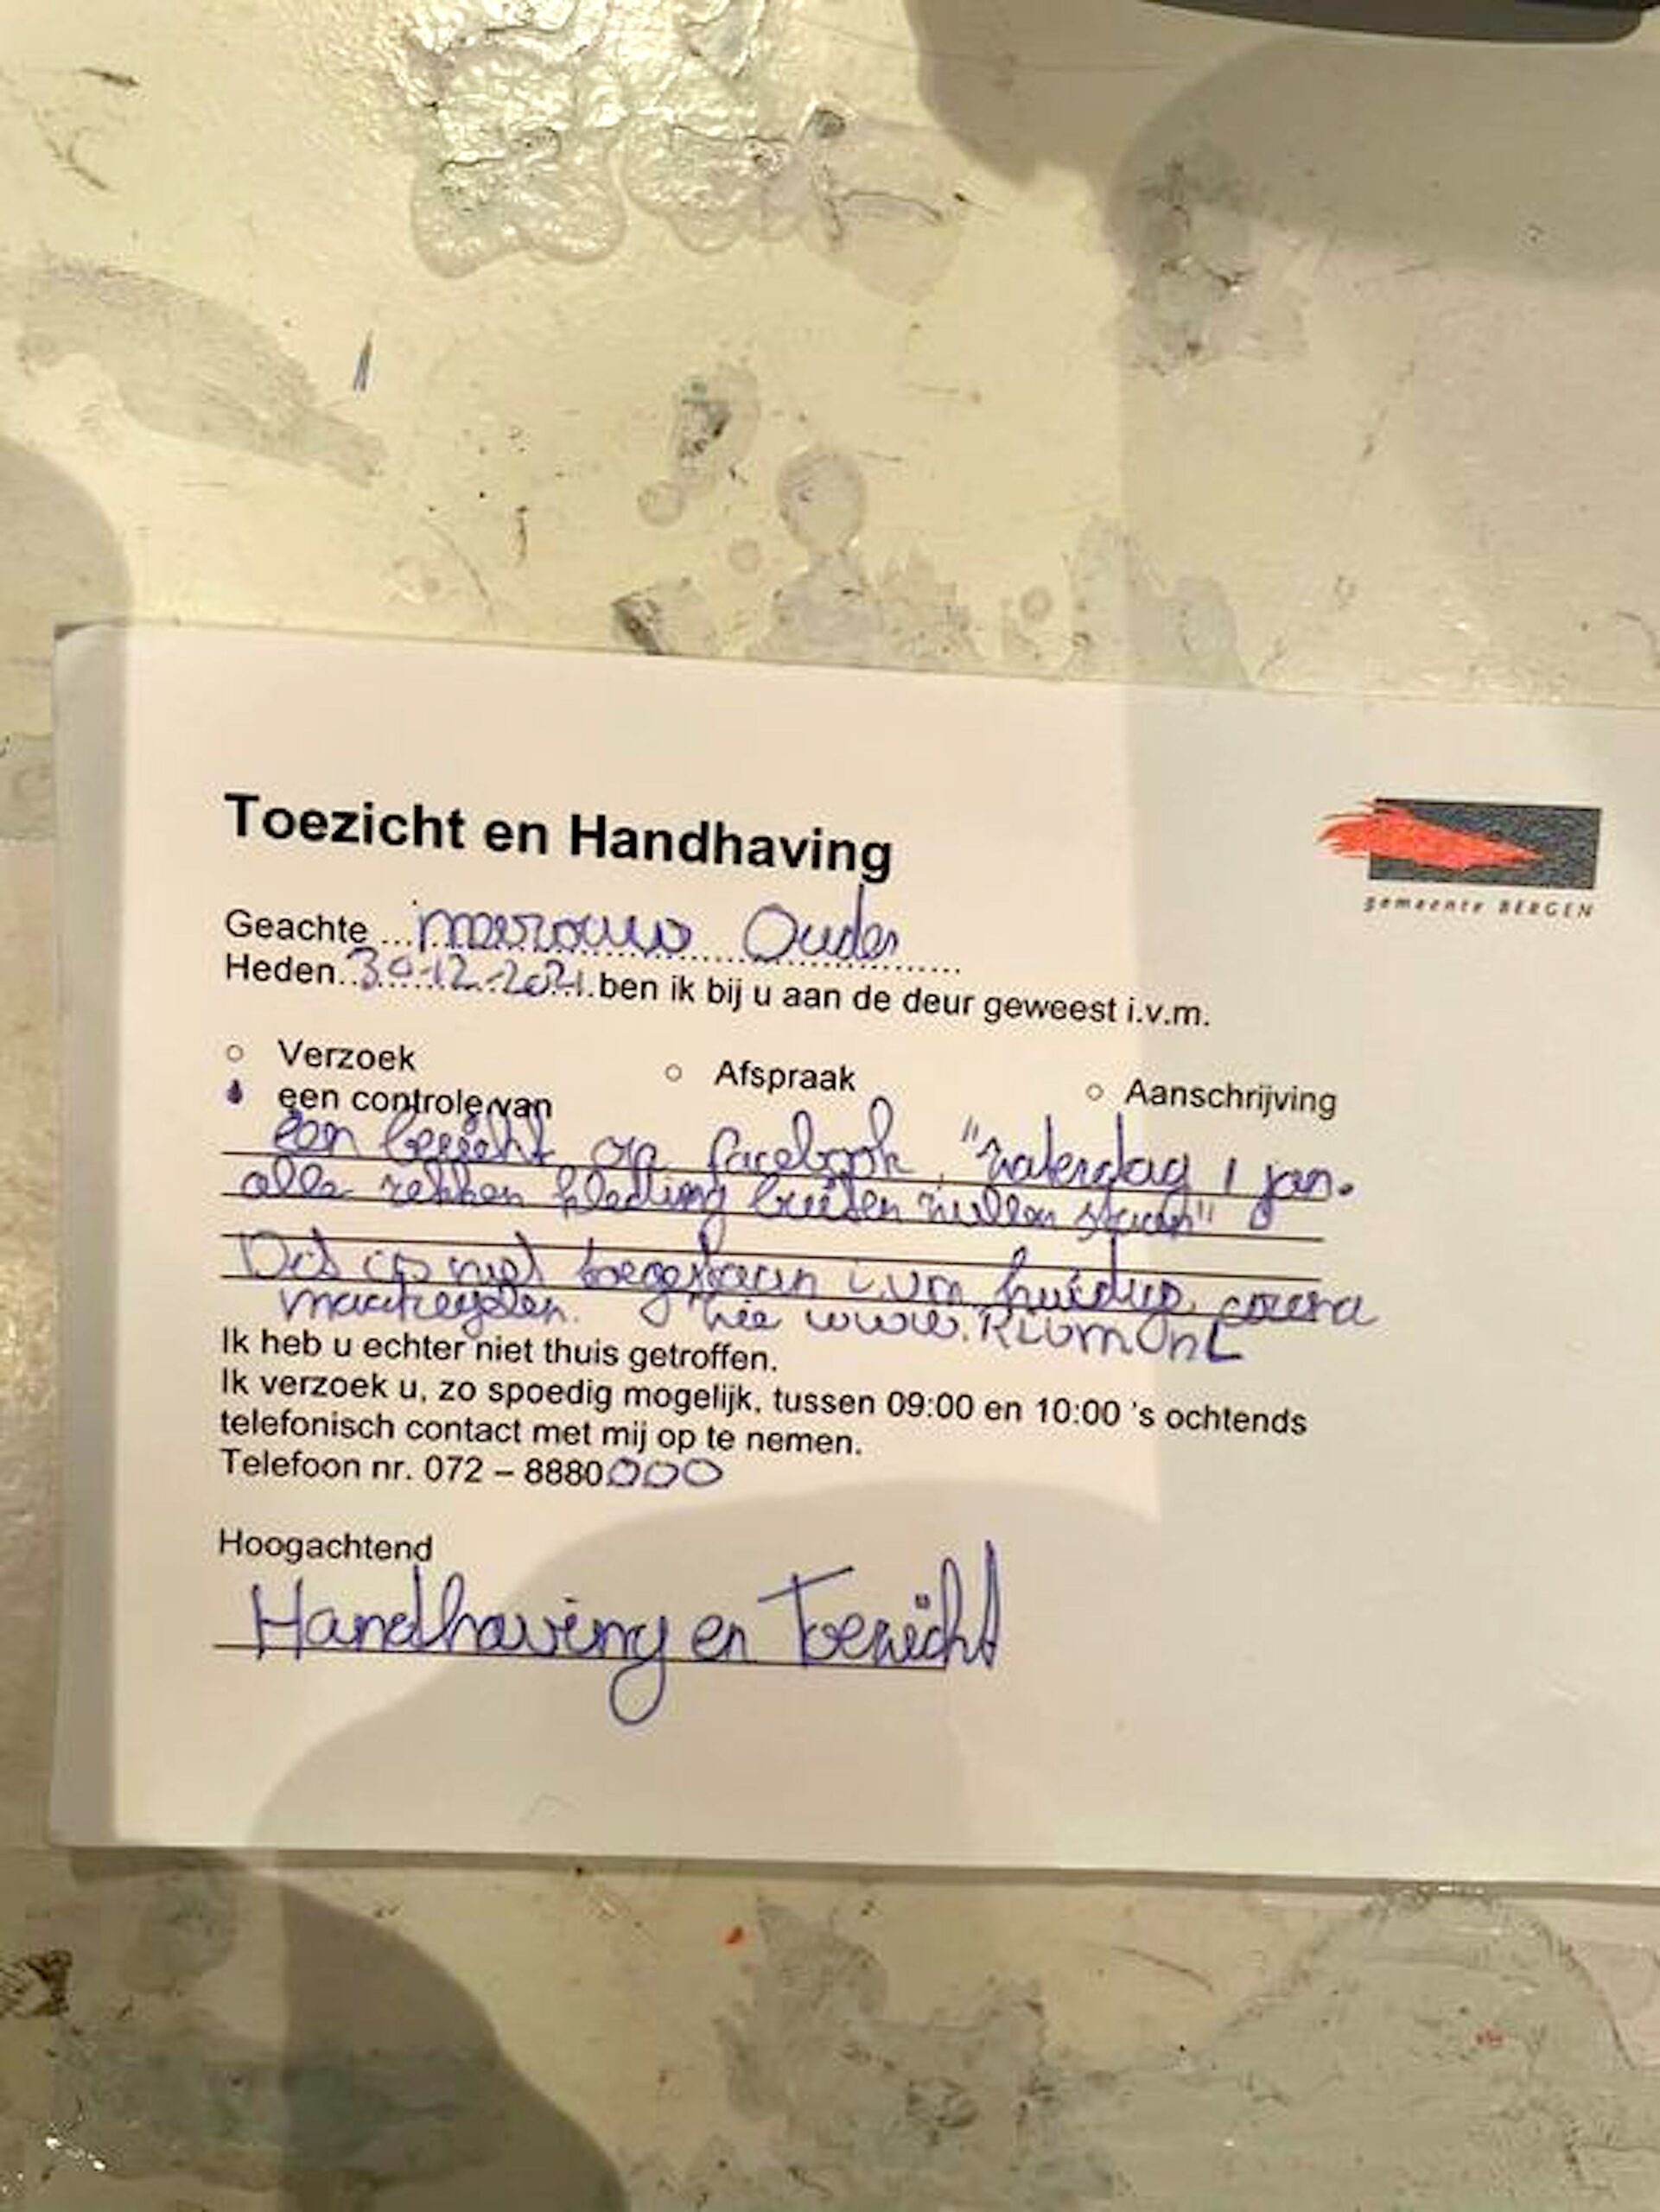 Toezicht en Handhaving
gemeente BERGEN
Geachte ... mevrouw Oudes
Heden.. 30-12-2021. ben ik bij u aan de deur geweest i.v.m.
○ Verzoek ○ Afspraak ○ Aanschrijving
een controle van
een bericht op facebook, "zaterdag 1 jan.
alle rekken kleding buiten zullen staan"
Dit is niet toegestaan i.v.m huidige corona
maatregelen. Zie www.RIVM.nL
Ik heb u echter niet thuis getroffen.
Ik verzoek u, zo spoedig mogelijk, tussen 09:00 en 10:00 's ochtends
telefonisch contact met mij op te nemen.
Telefoon nr. 072 – 8880000
Hoogachtend
Handhaving en Toezicht